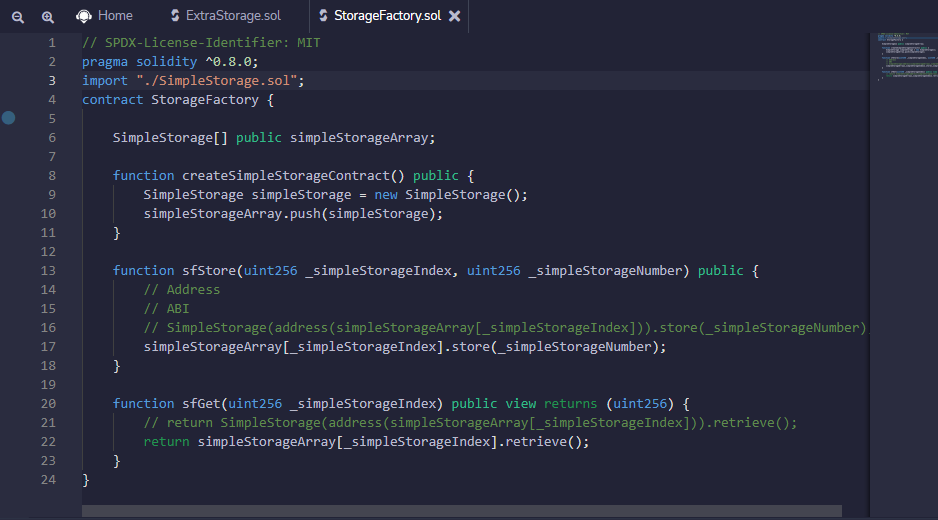 Home ExtraStorage.sol StorageFactory.sol
1 // SPDX-License-Identifier: MIT
2 pragma solidity ^0.8.0;
3 import "./SimpleStorage.sol";
4 contract StorageFactory {
5
6 SimpleStorage[] public simpleStorageArray;
7
8 function createSimpleStorageContract() public {
9 SimpleStorage simpleStorage = new SimpleStorage();
10 simpleStorageArray.push(simpleStorage);
11 }
12
13 function sfStore(uint256 _simpleStorageIndex, uint256 _simpleStorageNumber) public {
14 // Address
15 // ABI
16 // SimpleStorage(address(simpleStorageArray[_simpleStorageIndex])).store(_simpleStorageNumber)
17 simpleStorageArray[_simpleStorageIndex].store(_simpleStorageNumber);
18 }
19
20 function sfGet(uint256 _simpleStorageIndex) public view returns (uint256) {
21 // return SimpleStorage(address(simpleStorageArray[_simpleStorageIndex])).retrieve();
22 return simpleStorageArray[_simpleStorageIndex].retrieve();
23 }
24 }